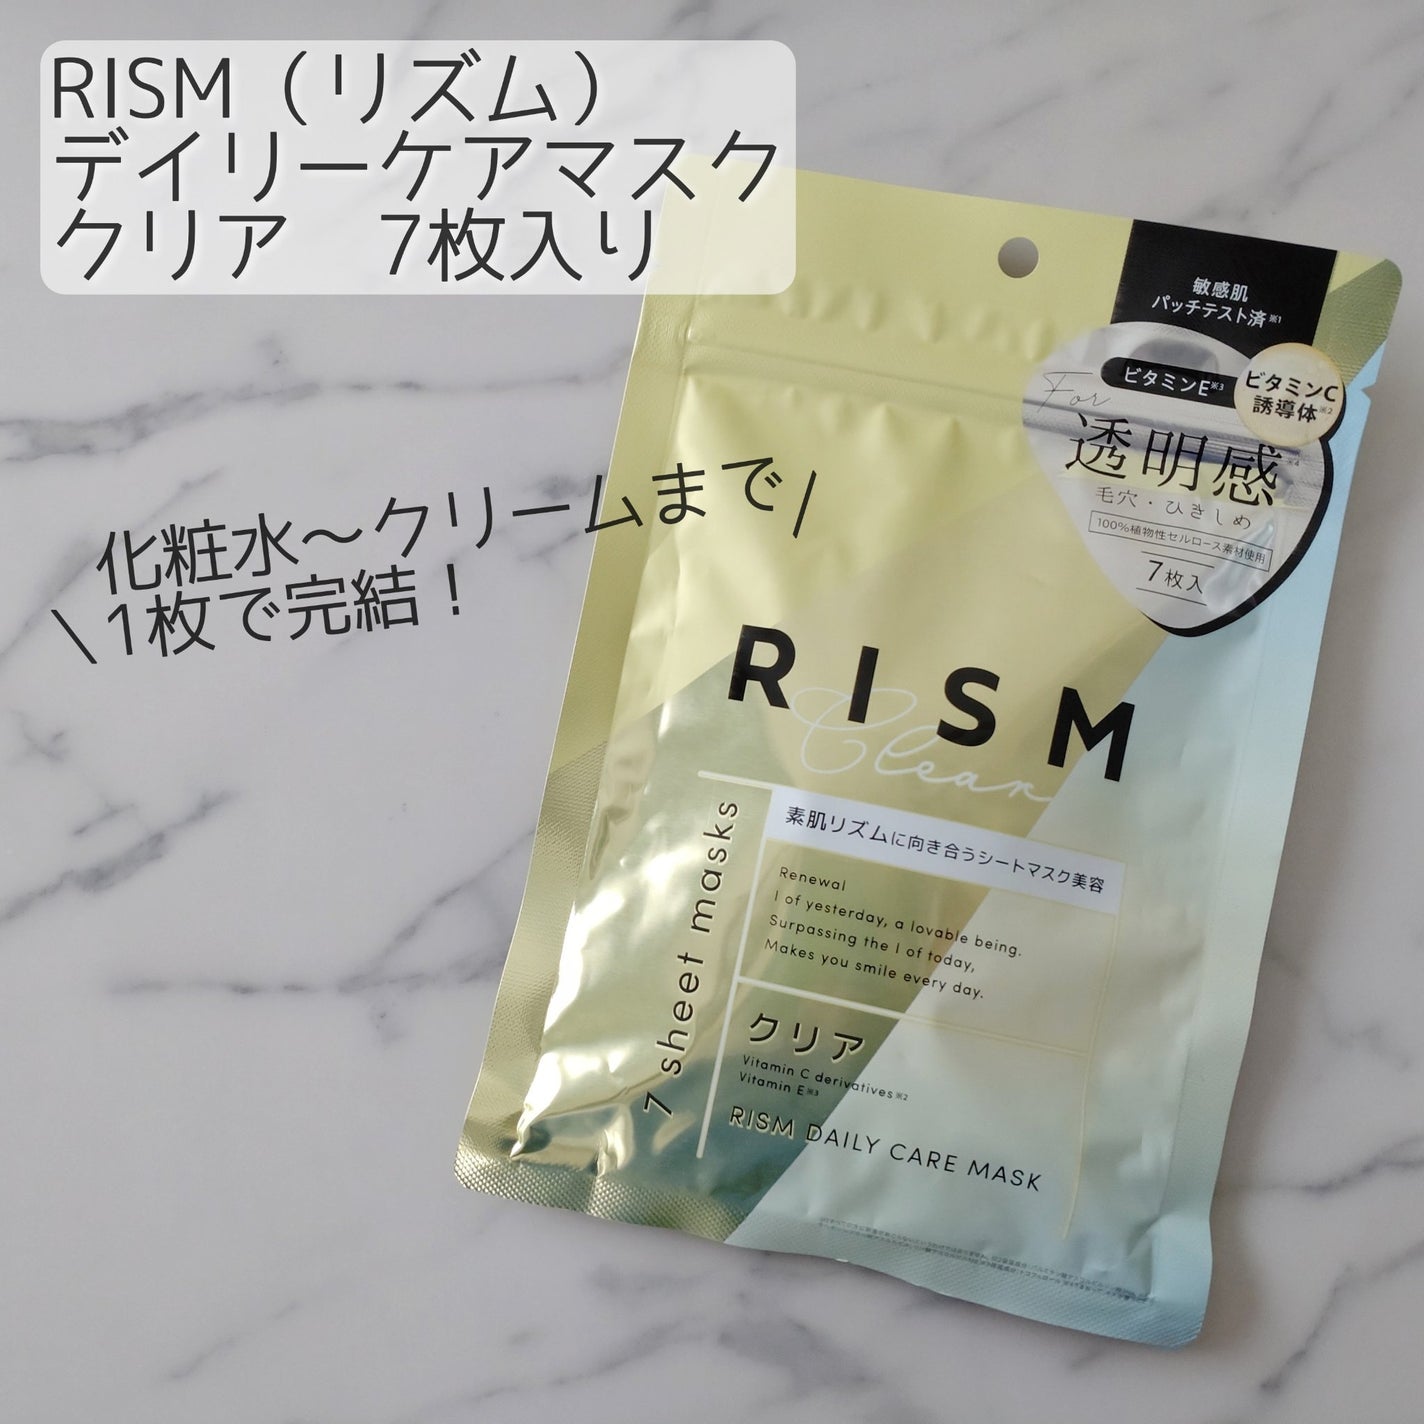 RISM（リズム）
デイリーケアマスク
クリア　7枚入り
化粧水～クリームまで/
\1枚で完結！
敏感肌
パッチテスト済※1
ビタミンE※3
ビタミンC
誘導体※2
For
透明感※4
毛穴・ひきしめ
100%植物性セルロース素材使用
7枚入
RISM
Clear
素肌リズムに向き合うシートマスク美容
7 sheet masks
Renewal
I of yesterday, a lovable being.
Surpassing the I of today,
Makes you smile every day.
クリア
Vitamin C derivatives※2
Vitamin E※3
RISM DAILY CARE MASK